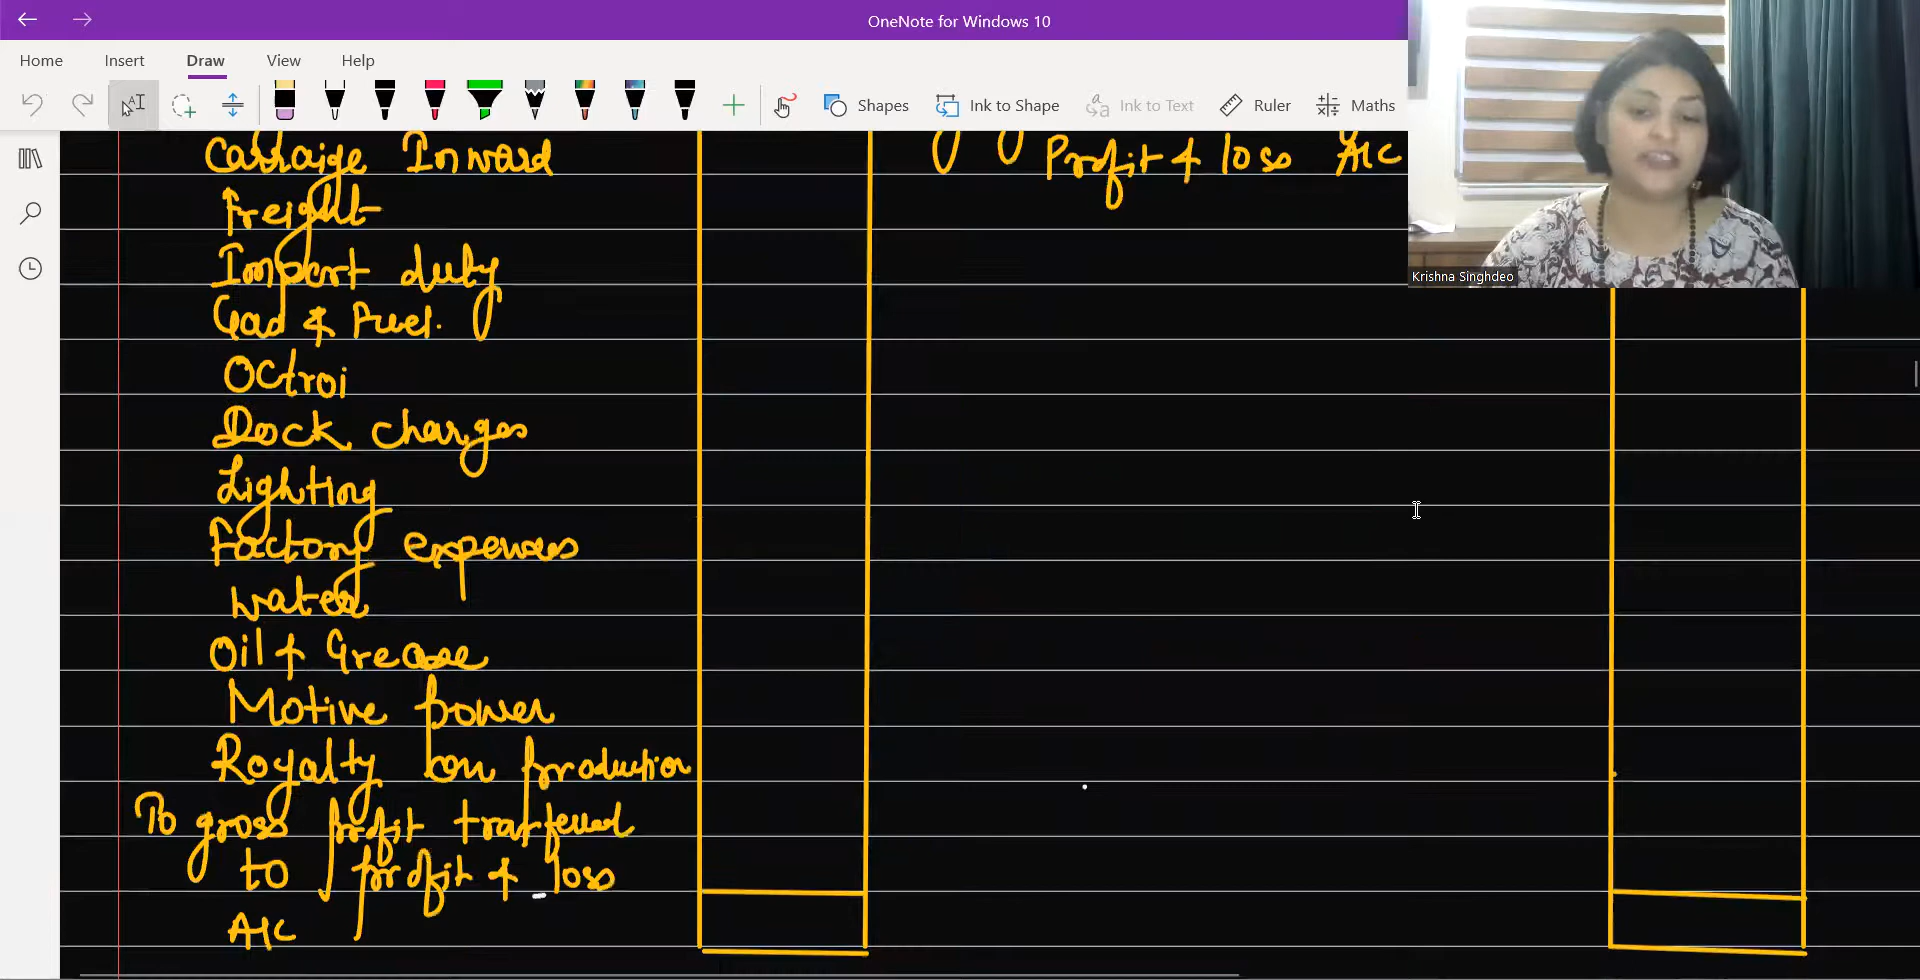 OneNote for Windows 10
Home Insert Draw View Help
Shapes Ink to Shape Ink to Text Ruler Maths
Krishna Singhdeo
Carraige Inward
Freight
Import duty
Gas & Fuel.
Octroi
Dock charges
Lighting
Factory expenses
Water
Oil & Grease
Motive power
Royalty on production
To gross profit tranferred
to profit & loss
A/C
Profit & loss A/C